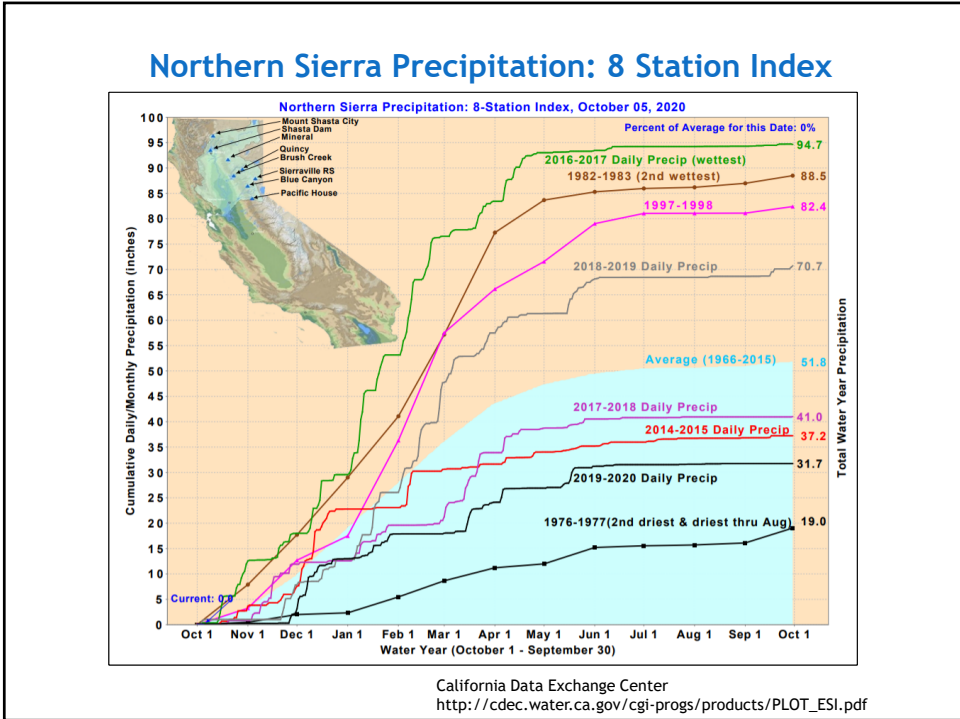 Northern Sierra Precipitation: 8 Station Index
Northern Sierra Precipitation: 8-Station Index, October 05, 2020
Percent of Average for this Date: 0%
Mount Shasta City
Shasta Dam
Mineral
Quincy
Brush Creek
Sierraville RS
Blue Canyon
Pacific House
100
95
90
85
80
75
70
65
60
55
50
45
40
35
30
25
20
15
10
5
0
Cumulative Daily/Monthly Precipitation (inches)
94.7
2016-2017 Daily Precip (wettest)
1982-1983 (2nd wettest)
88.5
1997-1998
82.4
2018-2019 Daily Precip
70.7
Average (1966-2015)
51.8
2017-2018 Daily Precip
41.0
2014-2015 Daily Precip
37.2
31.7
2019-2020 Daily Precip
1976-1977(2nd driest & driest thru Aug)
19.0
Current: 0.0
Total Water Year Precipitation
Oct 1 Nov 1 Dec 1 Jan 1 Feb 1 Mar 1 Apr 1 May 1 Jun 1 Jul 1 Aug 1 Sep 1 Oct 1
Water Year (October 1 - September 30)
California Data Exchange Center
http://cdec.water.ca.gov/cgi-progs/products/PLOT_ESI.pdf